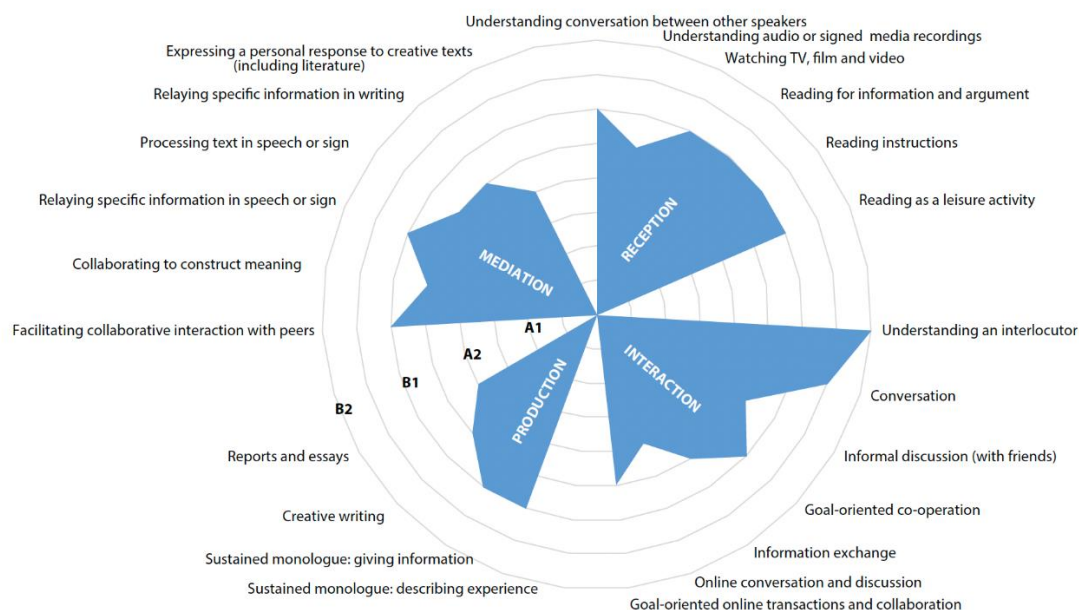 Understanding conversation between other speakers
Understanding audio or signed media recordings
Watching TV, film and video
Reading for information and argument
Reading instructions
Reading as a leisure activity
Understanding an interlocutor
Conversation
Informal discussion (with friends)
Goal-oriented co-operation
Information exchange
Online conversation and discussion
Goal-oriented online transactions and collaboration
Sustained monologue: describing experience
Sustained monologue: giving information
Creative writing
Reports and essays
Facilitating collaborative interaction with peers
Collaborating to construct meaning
Relaying specific information in speech or sign
Processing text in speech or sign
Relaying specific information in writing
Expressing a personal response to creative texts
(including literature)
RECEPTION
INTERACTION
PRODUCTION
MEDIATION
A1
A2
B1
B2